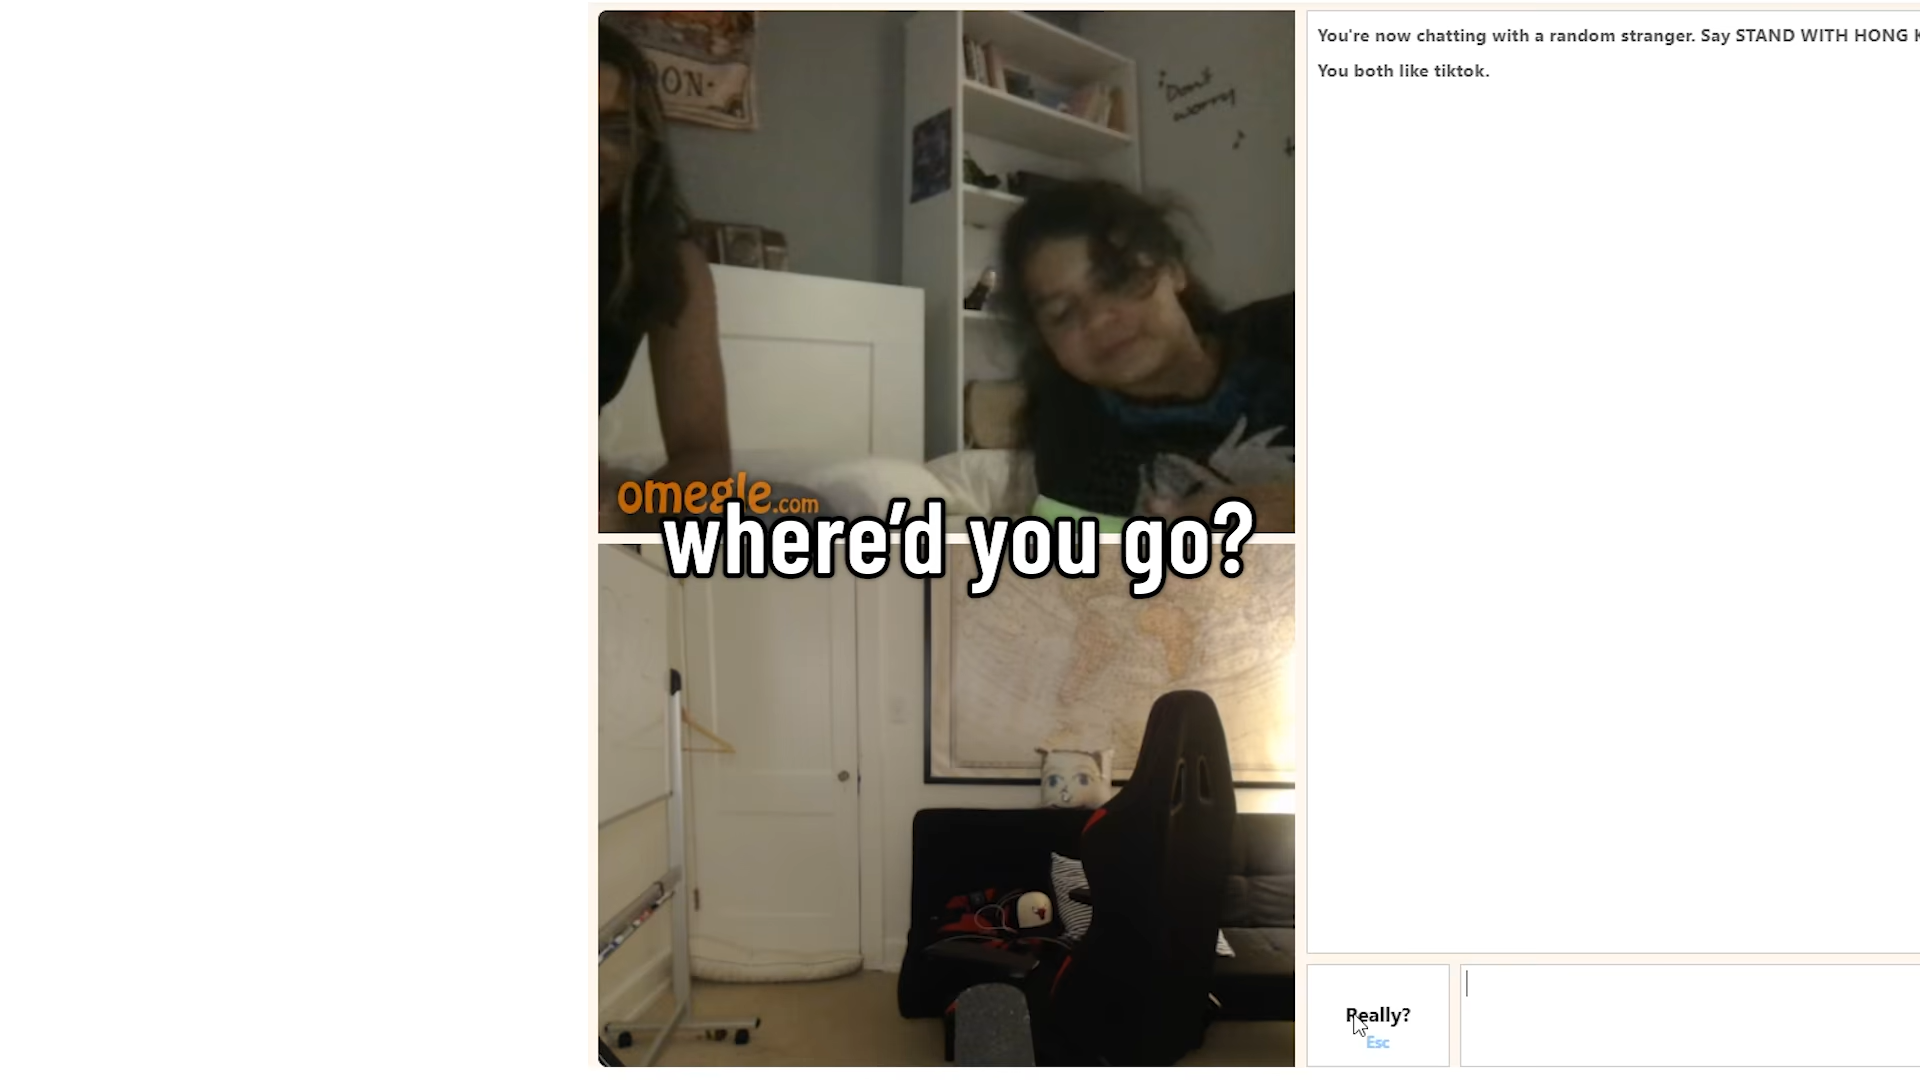 You're now chatting with a random stranger. Say STAND WITH HONG
You both like tiktok.
ON·
Don't
worry
omegle.com
where'd you go?
Really?
Esc